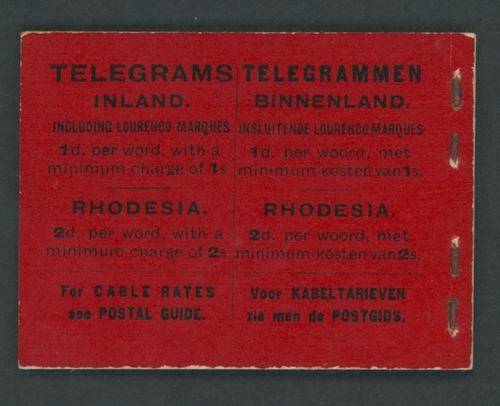 TELEGRAMS
INLAND.
INCLUDING LOURENCO MARQUES
1d. per word, with a
minimum charge of 1s
RHODESIA.
2d. per word, with a
minimum charge of 2s
For CABLE RATES
see POSTAL GUIDE.
TELEGRAMMEN
BINNENLAND.
INSLUITENDE LOURENCO MARQUES
1d. per woord, met
minimum kosten van 1s.
RHODESIA.
2d. per woord, met
minimum kosten van 2s.
Voor KABELTARIEVEN
zie men de POSTGIDS.